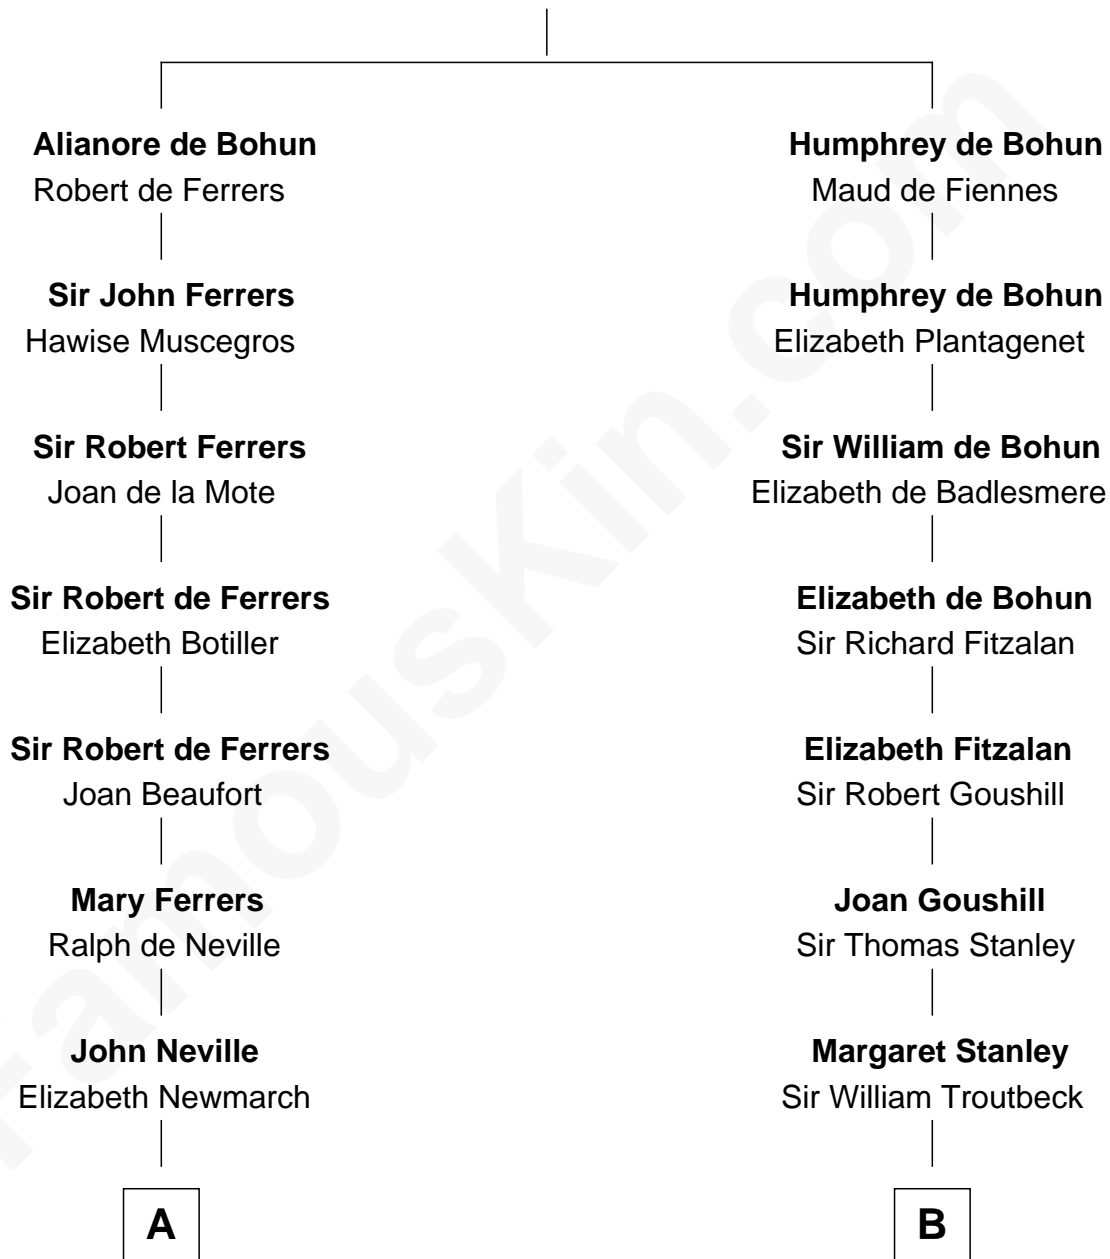 Alianore de Bohun
Robert de Ferrers
Sir John Ferrers
Hawise Muscegros
Sir Robert Ferrers
Joan de la Mote
Sir Robert de Ferrers
Elizabeth Botiller
Sir Robert de Ferrers
Joan Beaufort
Mary Ferrers
Ralph de Neville
John Neville
Elizabeth Newmarch
A
Humphrey de Bohun
Maud de Fiennes
Humphrey de Bohun
Elizabeth Plantagenet
Sir William de Bohun
Elizabeth de Badlesmere
Elizabeth de Bohun
Sir Richard Fitzalan
Elizabeth Fitzalan
Sir Robert Goushill
Joan Goushill
Sir Thomas Stanley
Margaret Stanley
Sir William Troutbeck
B
FamousKin.com